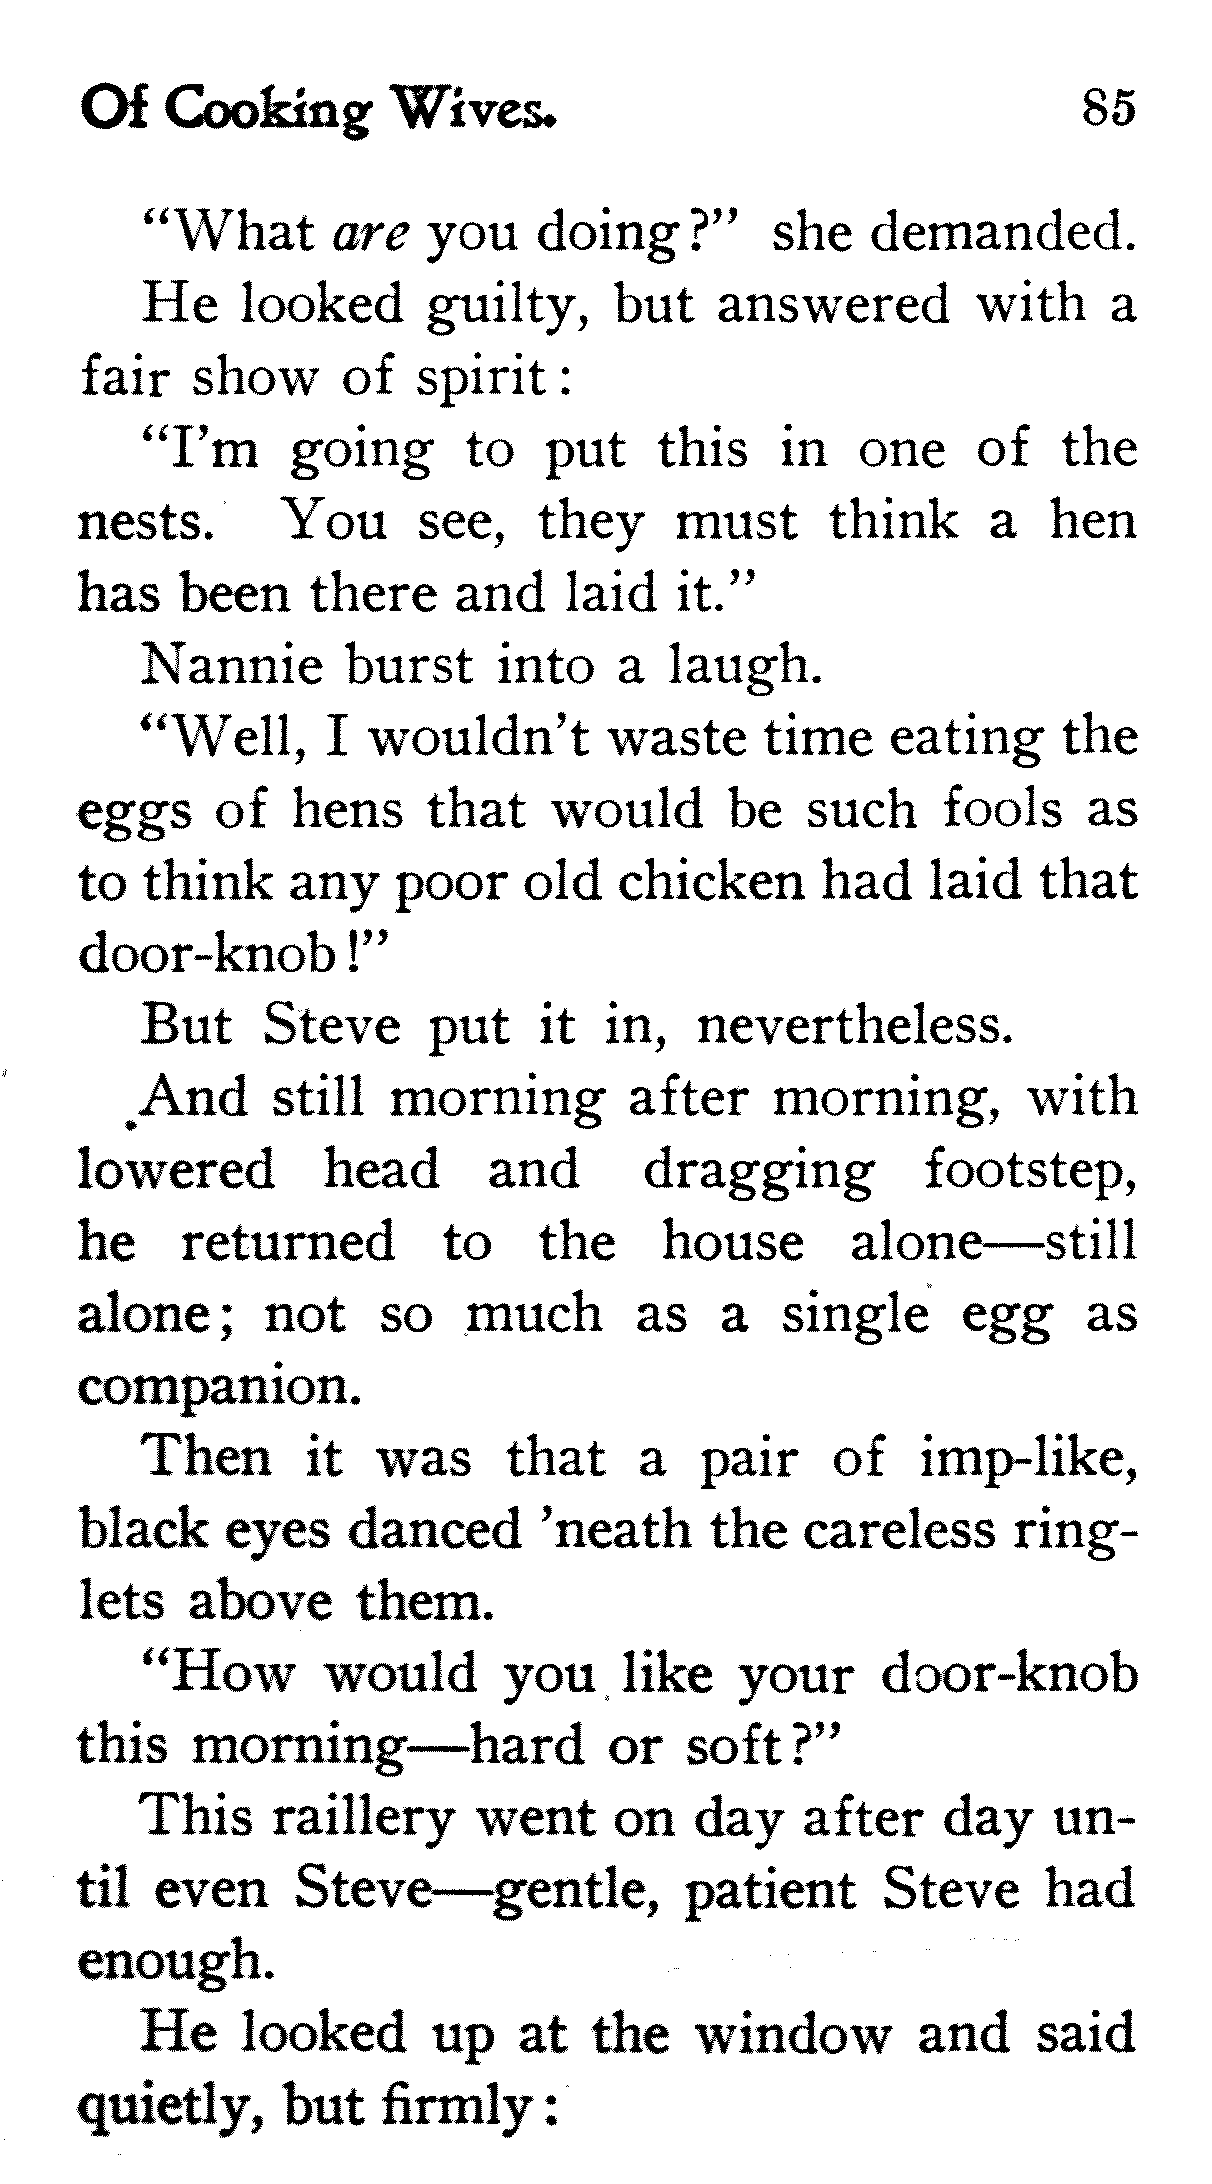 Of Cooking Wives. 85
“What are you doing?” she demanded.
He looked guilty, but answered with a
fair show of spirit:
“I’m going to put this in one of the
nests. You see, they must think a hen
has been there and laid it.”
Nannie burst into a laugh.
“Well, I wouldn’t waste time eating the
eggs of hens that would be such fools as
to think any poor old chicken had laid that
door-knob!”
But Steve put it in, nevertheless.
And still morning after morning, with
lowered head and dragging footstep,
he returned to the house alone—still
alone; not so much as a single egg as
companion.
Then it was that a pair of imp-like,
black eyes danced ’neath the careless ring-
lets above them.
“How would you like your door-knob
this morning—hard or soft?”
This raillery went on day after day un-
til even Steve—gentle, patient Steve had
enough.
He looked up at the window and said
quietly, but firmly: